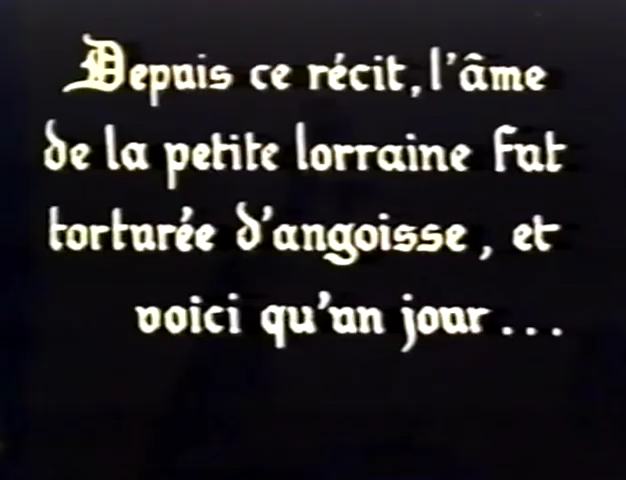 Depuis ce récit, l'âme
de la petite lorraine fut
torturée d'angoisse, et
voici qu'un jour...